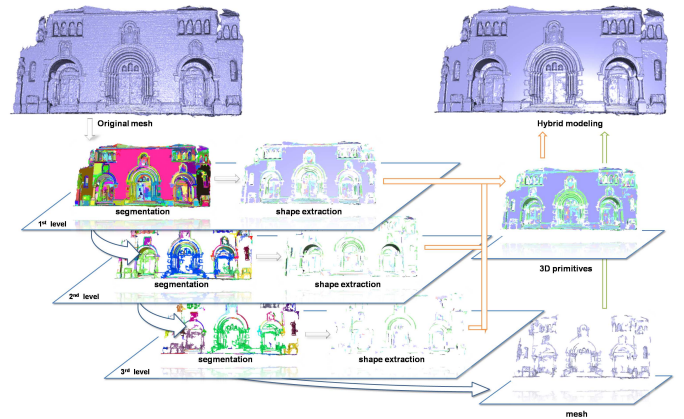 Original mesh
Hybrid modeling
segmentation
shape extraction
1st level
segmentation
shape extraction
3D primitives
2nd level
segmentation
shape extraction
3rd level
mesh